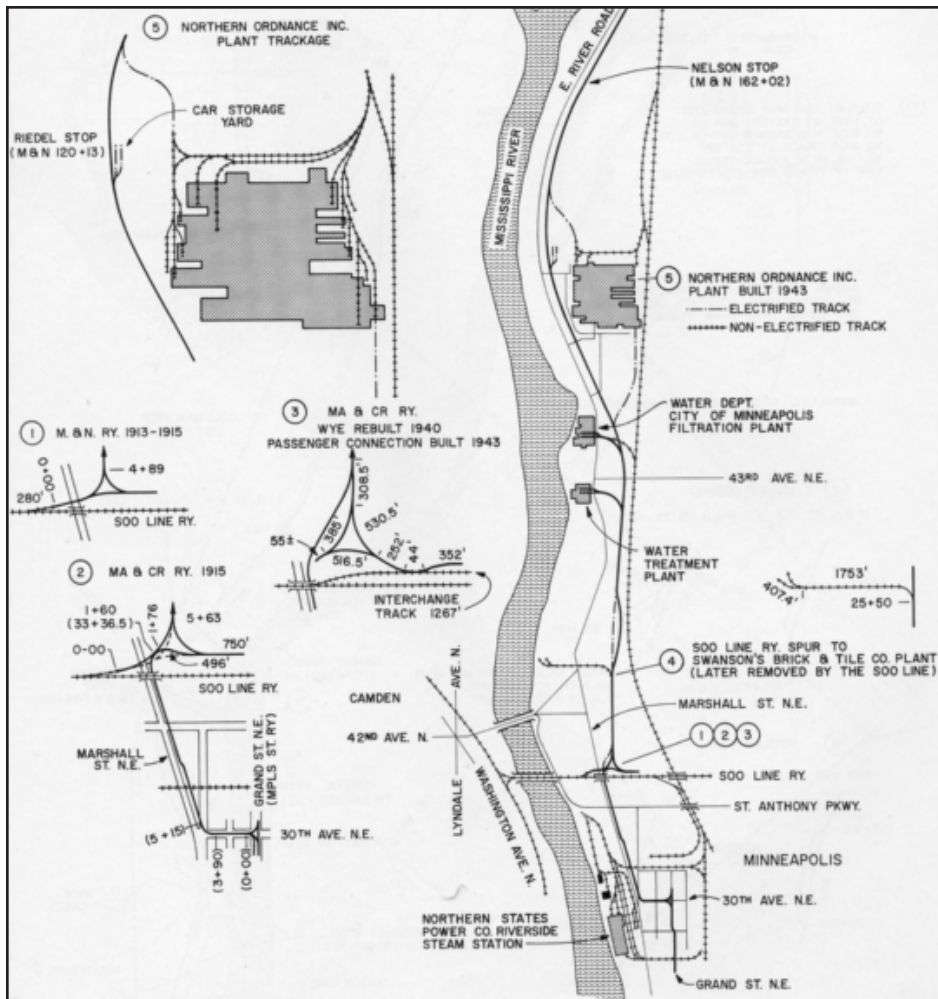 5 NORTHERN ORDNANCE INC.
PLANT TRACKAGE
RIEDEL STOP
(M & N 120+13)
CAR STORAGE
YARD
E. RIVER ROAD
NELSON STOP
(M & N 162+02)
MISSISSIPPI RIVER
5 NORTHERN ORDNANCE INC.
PLANT BUILT 1943
ELECTRIFIED TRACK
NON-ELECTRIFIED TRACK
1 M. & N. RY. 1913-1915
4+89
0+00
280'
SOO LINE RY.
3 MA & CR RY.
WYE REBUILT 1940
PASSENGER CONNECTION BUILT 1943
308.5'
385'
530.5'
55±
516.5'
252'
44'
352'
INTERCHANGE
TRACK 1267'
WATER DEPT.
CITY OF MINNEAPOLIS
FILTRATION PLANT
43RD AVE. N.E.
WATER
TREATMENT
PLANT
1753'
407.4'
25+50
2 MA & CR RY. 1915
1+60
(33+36.5)
1+76
5+63
0-00
750'
496'
SOO LINE RY.
MARSHALL
ST. N.E.
GRAND ST. N.E.
(MPLS ST. RY)
(5+15)
30TH AVE. N.E.
(3+90)
(0+00)
4 SOO LINE RY. SPUR TO
SWANSON'S BRICK & TILE CO. PLANT
(LATER REMOVED BY THE SOO LINE)
CAMDEN
LYNDALE AVE. N.
MARSHALL ST. N.E.
42ND AVE. N.
1 2 3
WASHINGTON AVE. N.
SOO LINE RY.
ST. ANTHONY PKWY.
MINNEAPOLIS
30TH AVE. N.E.
NORTHERN STATES
POWER CO. RIVERSIDE
STEAM STATION
GRAND ST. N.E.